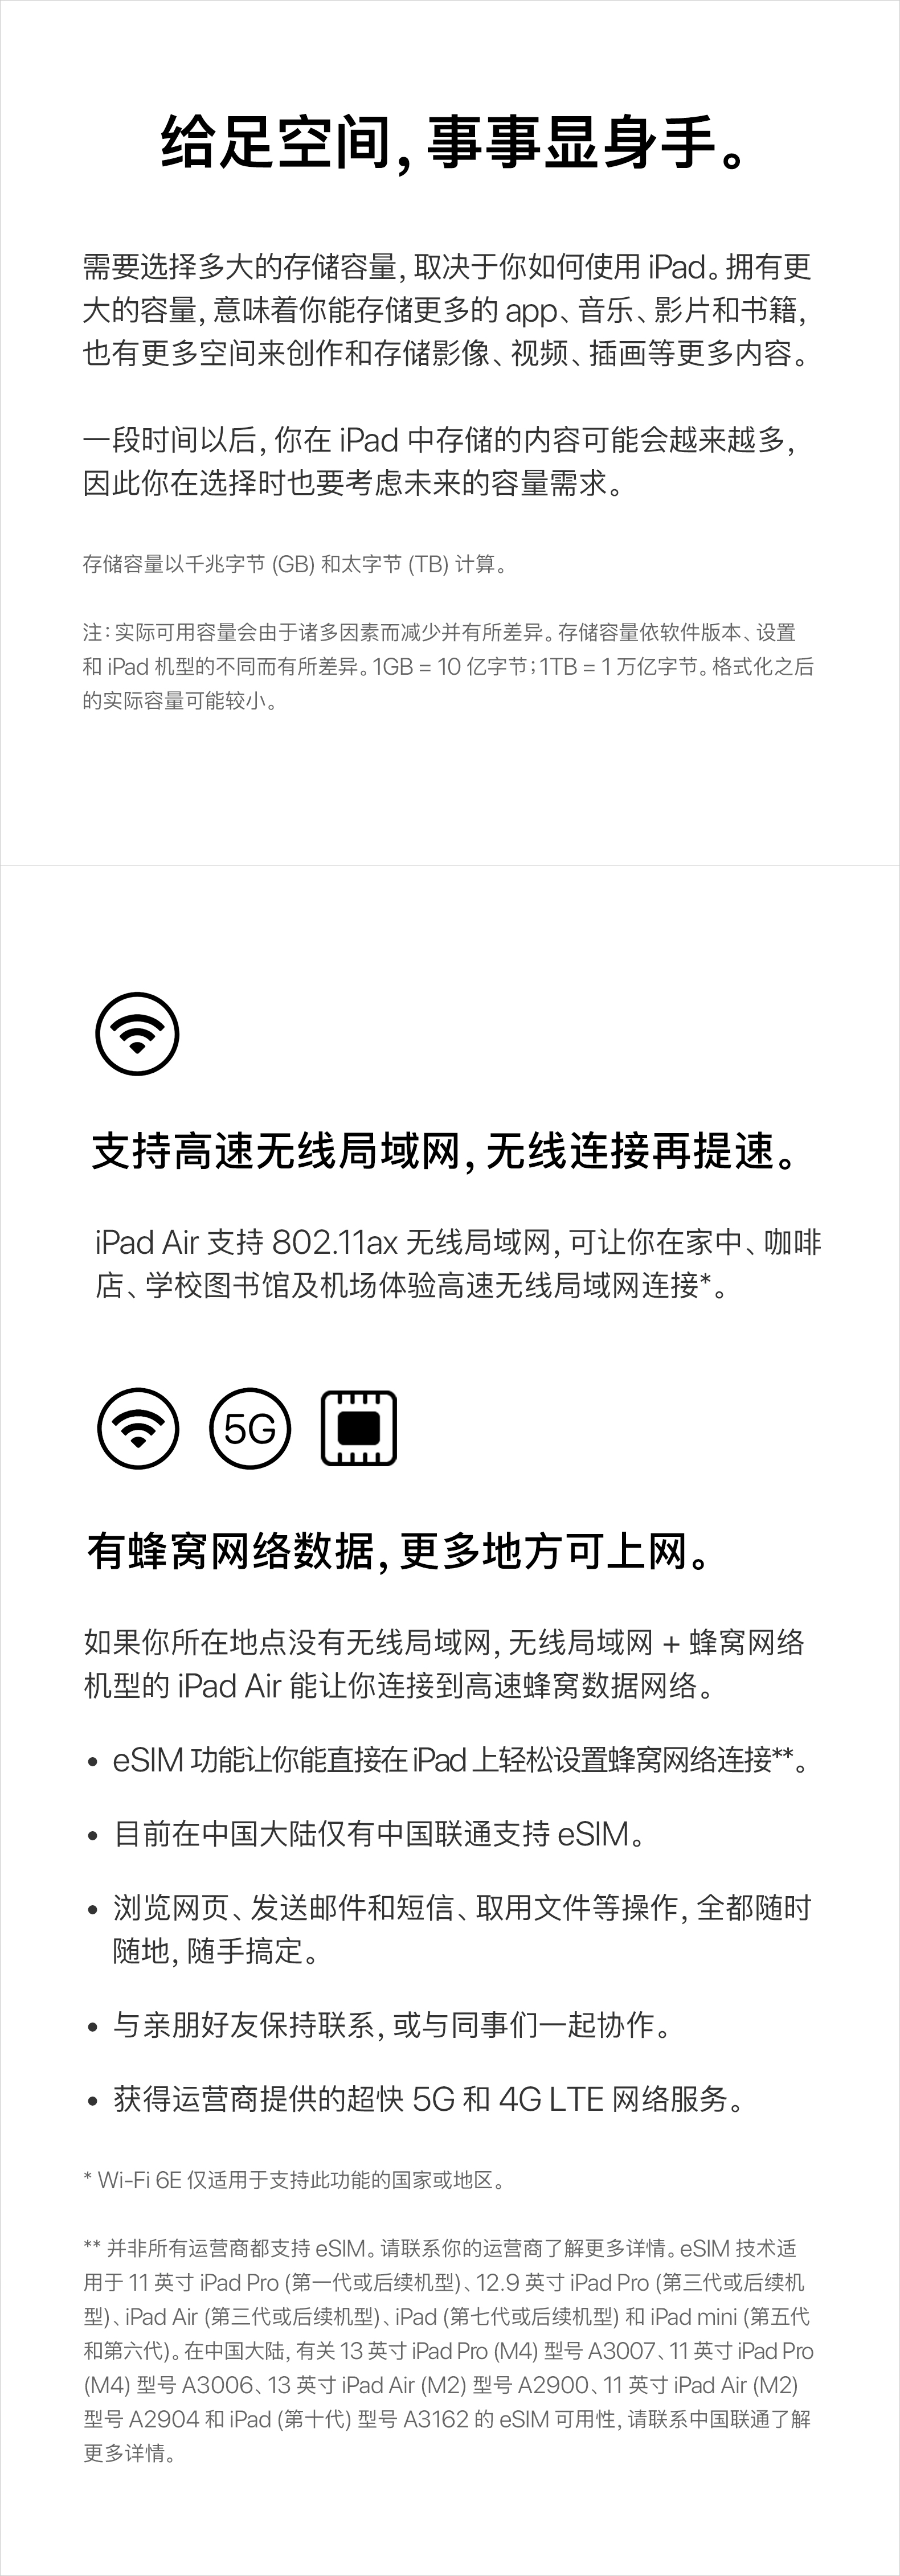 给足空间，事事显身手。
需要选择多大的存储容量，取决于你如何使用 iPad。拥有更
大的容量，意味着你能存储更多的 app、音乐、影片和书籍，
也有更多空间来创作和存储影像、视频、插画等更多内容。
一段时间以后，你在 iPad 中存储的内容可能会越来越多，
因此你在选择时也要考虑未来的容量需求。
存储容量以千兆字节 (GB) 和太字节 (TB) 计算。
注：实际可用容量会由于诸多因素而减少并有所差异。存储容量依软件版本、设置
和 iPad 机型的不同而有所差异。1GB = 10 亿字节；1TB = 1 万亿字节。格式化之后
的实际容量可能较小。
支持高速无线局域网，无线连接再提速。
iPad Air 支持 802.11ax 无线局域网，可让你在家中、咖啡
店、学校图书馆及机场体验高速无线局域网连接*。
5G
有蜂窝网络数据，更多地方可上网。
如果你所在地点没有无线局域网，无线局域网 + 蜂窝网络
机型的 iPad Air 能让你连接到高速蜂窝数据网络。
• eSIM 功能让你能直接在 iPad 上轻松设置蜂窝网络连接**。
• 目前在中国大陆仅有中国联通支持 eSIM。
• 浏览网页、发送邮件和短信、取用文件等操作，全都随时
随地，随手搞定。
• 与亲朋好友保持联系，或与同事们一起协作。
• 获得运营商提供的超快 5G 和 4G LTE 网络服务。
* Wi-Fi 6E 仅适用于支持此功能的国家或地区。
** 并非所有运营商都支持 eSIM。请联系你的运营商了解更多详情。eSIM 技术适
用于 11 英寸 iPad Pro (第一代或后续机型)、12.9 英寸 iPad Pro (第三代或后续机
型)、iPad Air (第三代或后续机型)、iPad (第七代或后续机型) 和 iPad mini (第五代
和第六代)。在中国大陆，有关 13 英寸 iPad Pro (M4) 型号 A3007、11 英寸 iPad Pro
(M4) 型号 A3006、13 英寸 iPad Air (M2) 型号 A2900、11 英寸 iPad Air (M2)
型号 A2904 和 iPad (第十代) 型号 A3162 的 eSIM 可用性，请联系中国联通了解
更多详情。